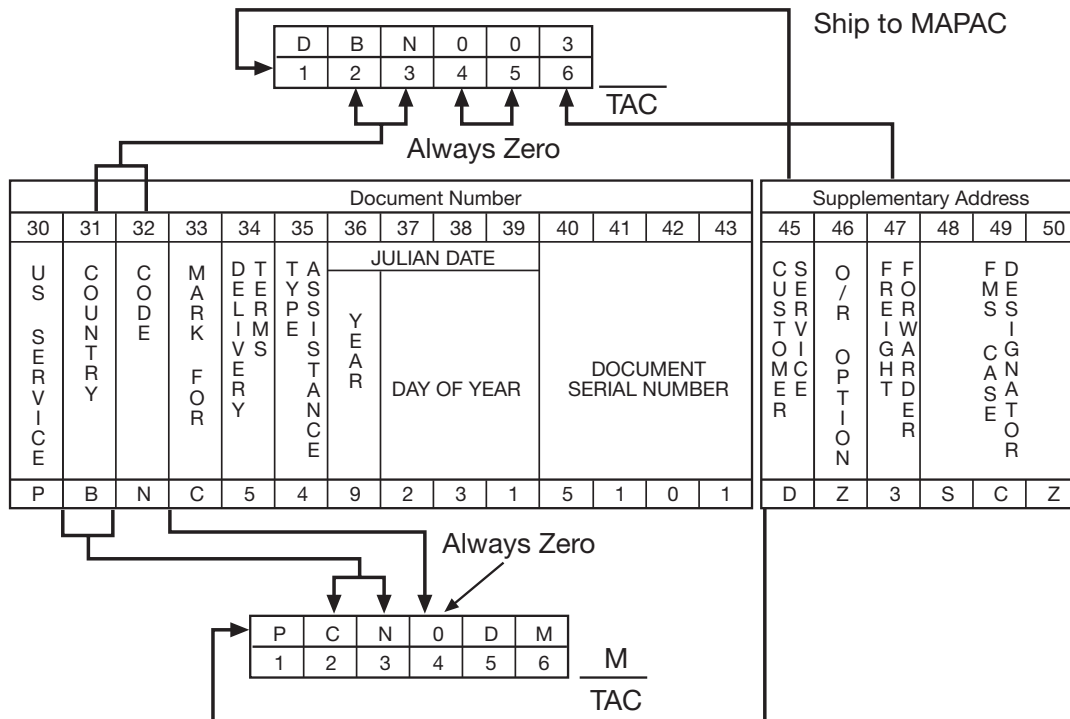 Ship to MAPAC
D B N 0 0 3
1 2 3 4 5 6
TAC
Always Zero
Document Number
Supplementary Address
30 31 32 33 34 35 36 37 38 39 40 41 42 43
45 46 47 48 49 50
US SERVICE
COUNTRY
CODE
MARK FOR
DELIVERY
TERMS
TYPE
ASSISTANCE
JULIAN DATE
YEAR
DAY OF YEAR
DOCUMENT
SERIAL NUMBER
CUSTOMER
SERVICE
O/R OPTION
FREIGHT
FORWARDER
FMS CASE
DESIGNATOR
P B N C 5 4 9 2 3 1 5 1 0 1
D Z 3 S C Z
Always Zero
P C N 0 D M
1 2 3 4 5 6
M
TAC